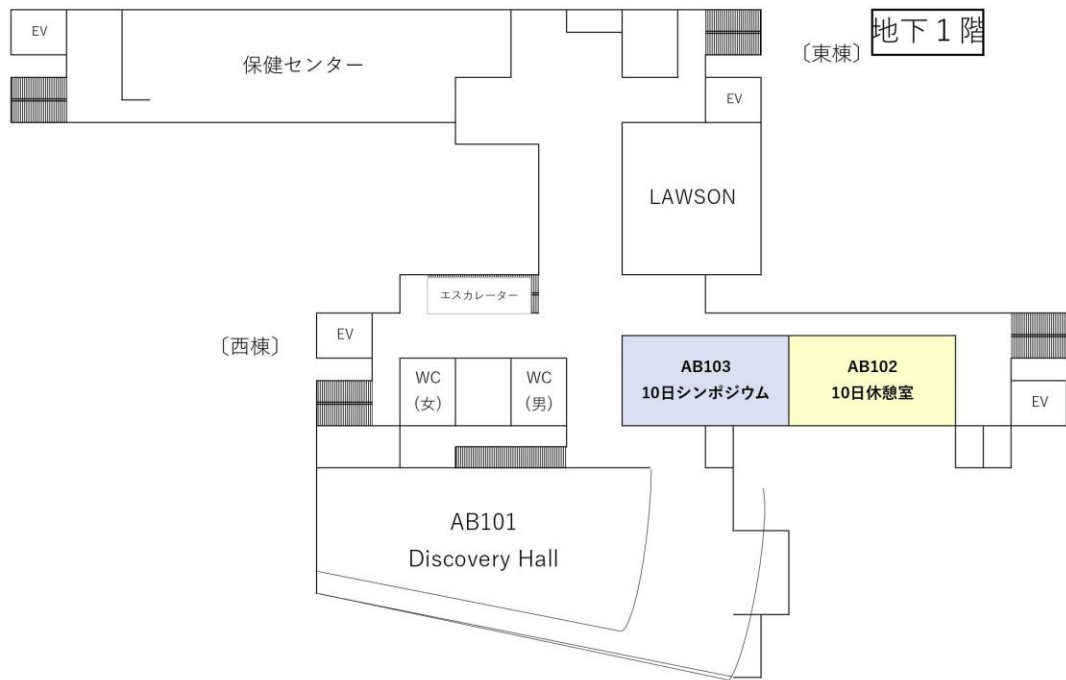 EV
保健センター
〔東棟〕
地下１階
EV
LAWSON
エスカレーター
〔西棟〕
EV
WC
(女)
WC
(男)
AB103
10日シンポジウム
AB102
10日休憩室
EV
AB101
Discovery Hall